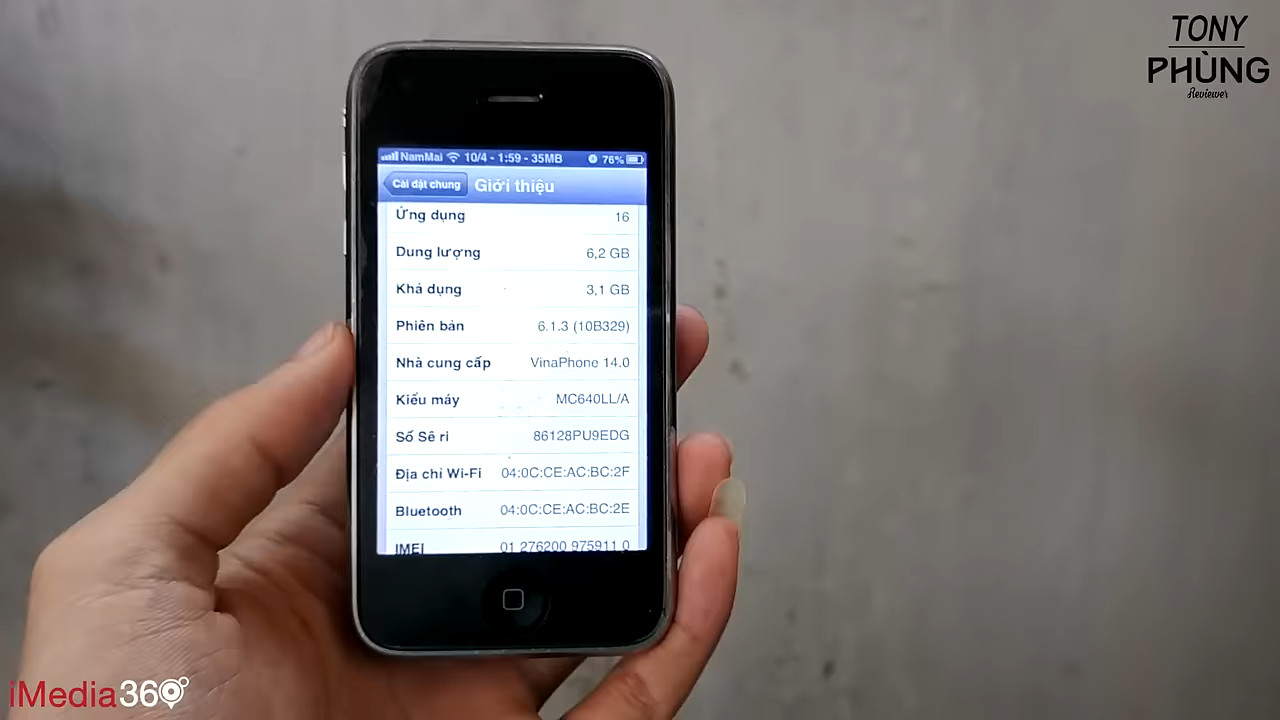 TONY
PHÙNG
Reviewer
NamMai 10/4 - 1:59 - 35MB 76%
Cài đặt chung Giới thiệu
Ứng dụng 16
Dung lượng 6,2 GB
Khả dụng 3,1 GB
Phiên bản 6.1.3 (10B329)
Nhà cung cấp VinaPhone 14.0
Kiểu máy MC640LL/A
Số Sê ri 86128PU9EDG
Địa chỉ Wi-Fi 04:0C:CE:AC:BC:2F
Bluetooth 04:0C:CE:AC:BC:2E
IMEI 01 276200 975911 0
iMedia360